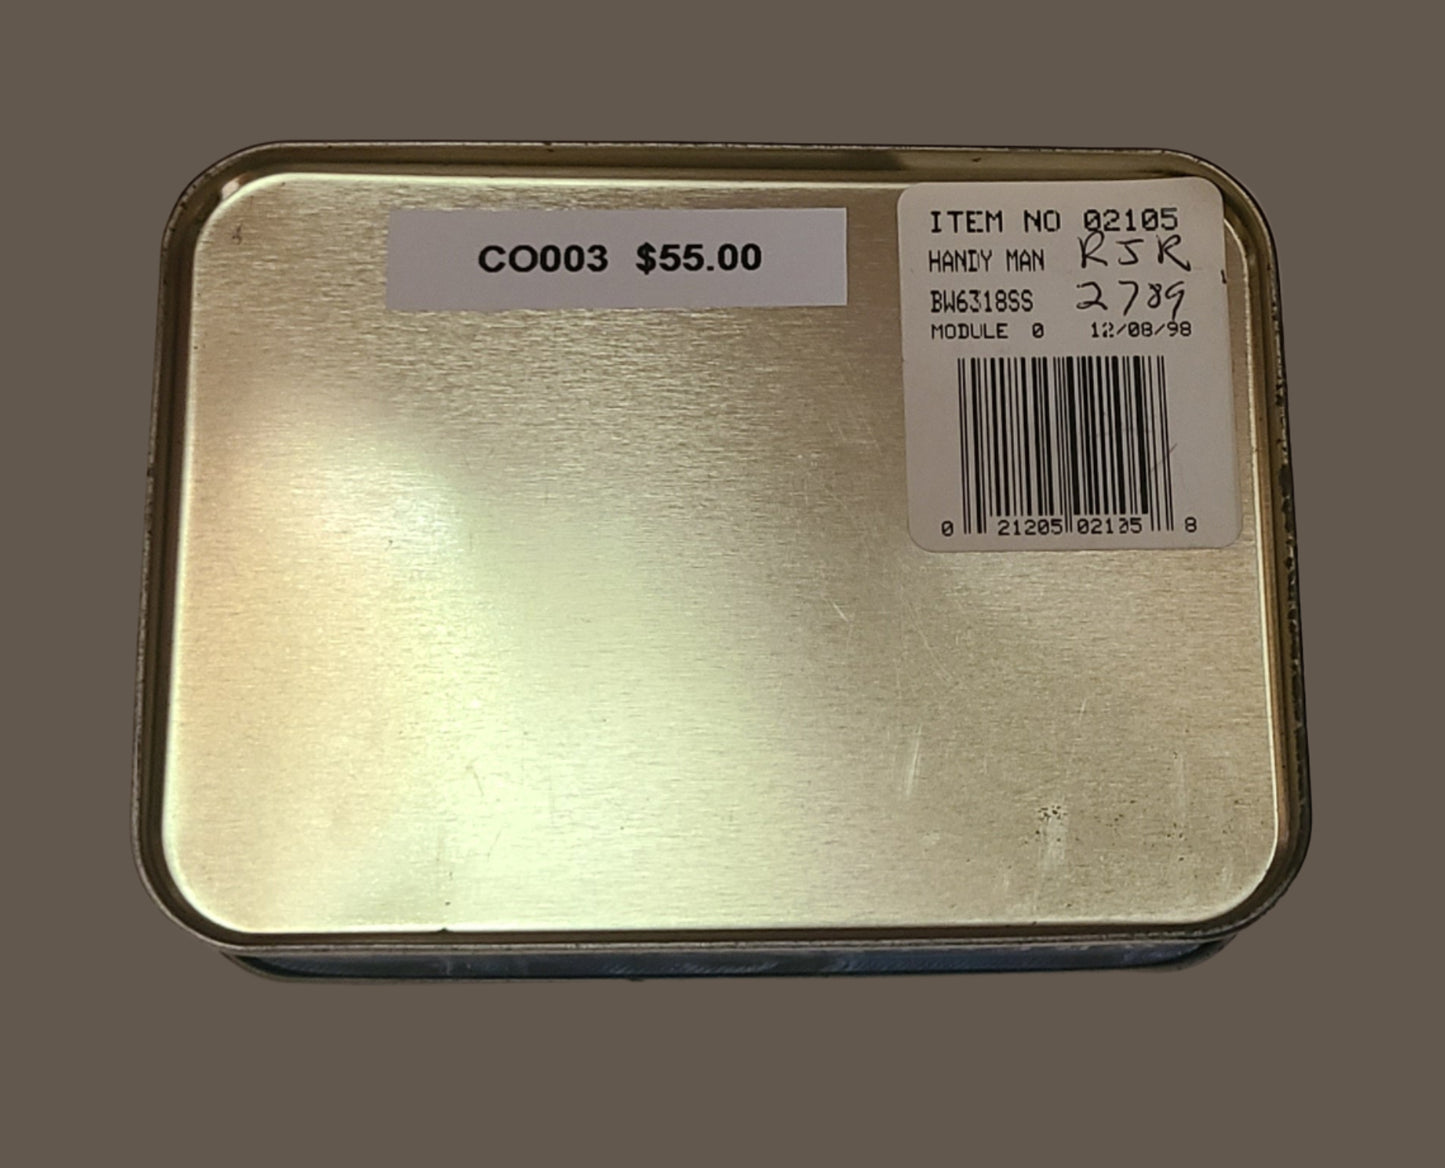 CO003 $55.00
ITEM NO 02105
HANDY MAN RJR
BW6318SS 2789
MODULE 0 12/08/98
0 21205 02105 8